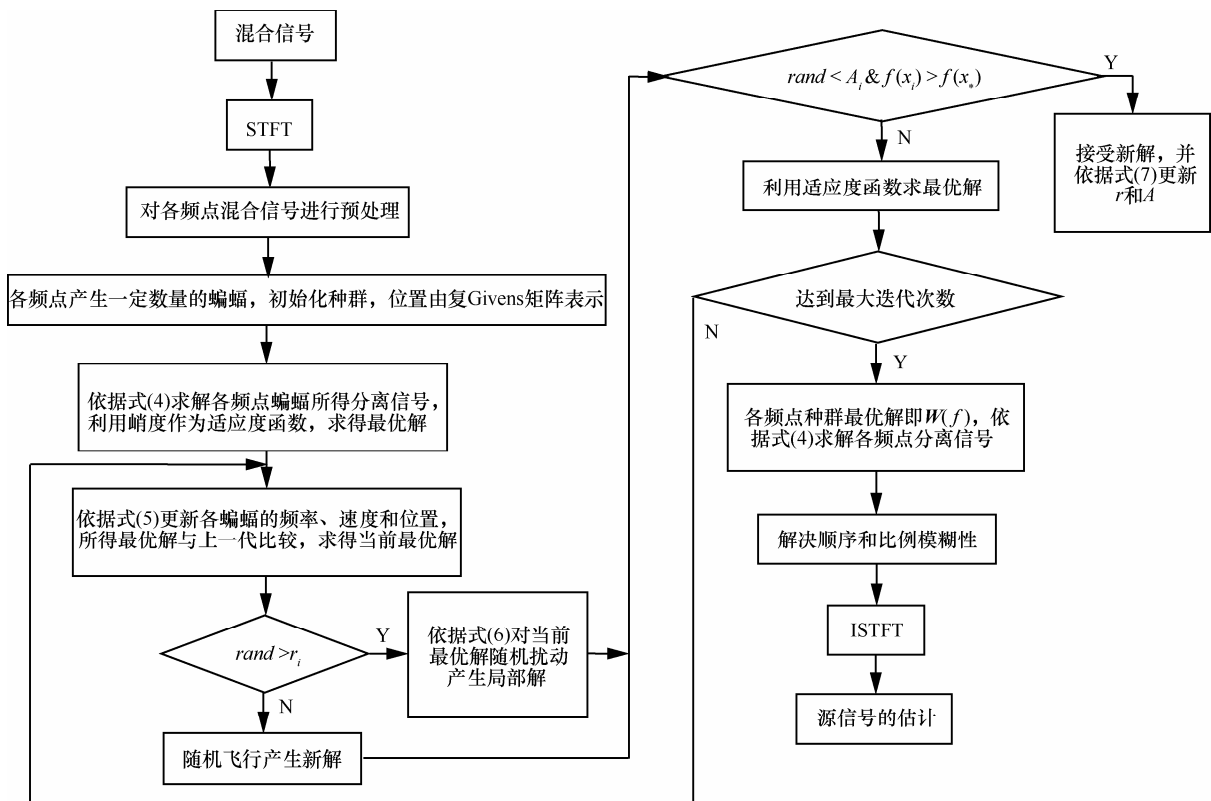 混合信号
STFT
对各频点混合信号进行预处理
各频点产生一定数量的蝙蝠，初始化种群，位置由复Givens矩阵表示
依据式(4)求解各频点蝙蝠所得分离信号，
利用峭度作为适应度函数，求得最优解
依据式(5)更新各蝙蝠的频率、速度和位置，
所得最优解与上一代比较，求得当前最优解
rand >r_i
Y
依据式(6)对当前
最优解随机扰动
产生局部解
N
随机飞行产生新解
rand < A_i & f(x_i) > f(x_*)
Y
接受新解，并
依据式(7)更新
r和A
N
利用适应度函数求最优解
达到最大迭代次数
N
Y
各频点种群最优解即W(f)，依
据式(4)求解各频点分离信号
解决顺序和比例模糊性
ISTFT
源信号的估计